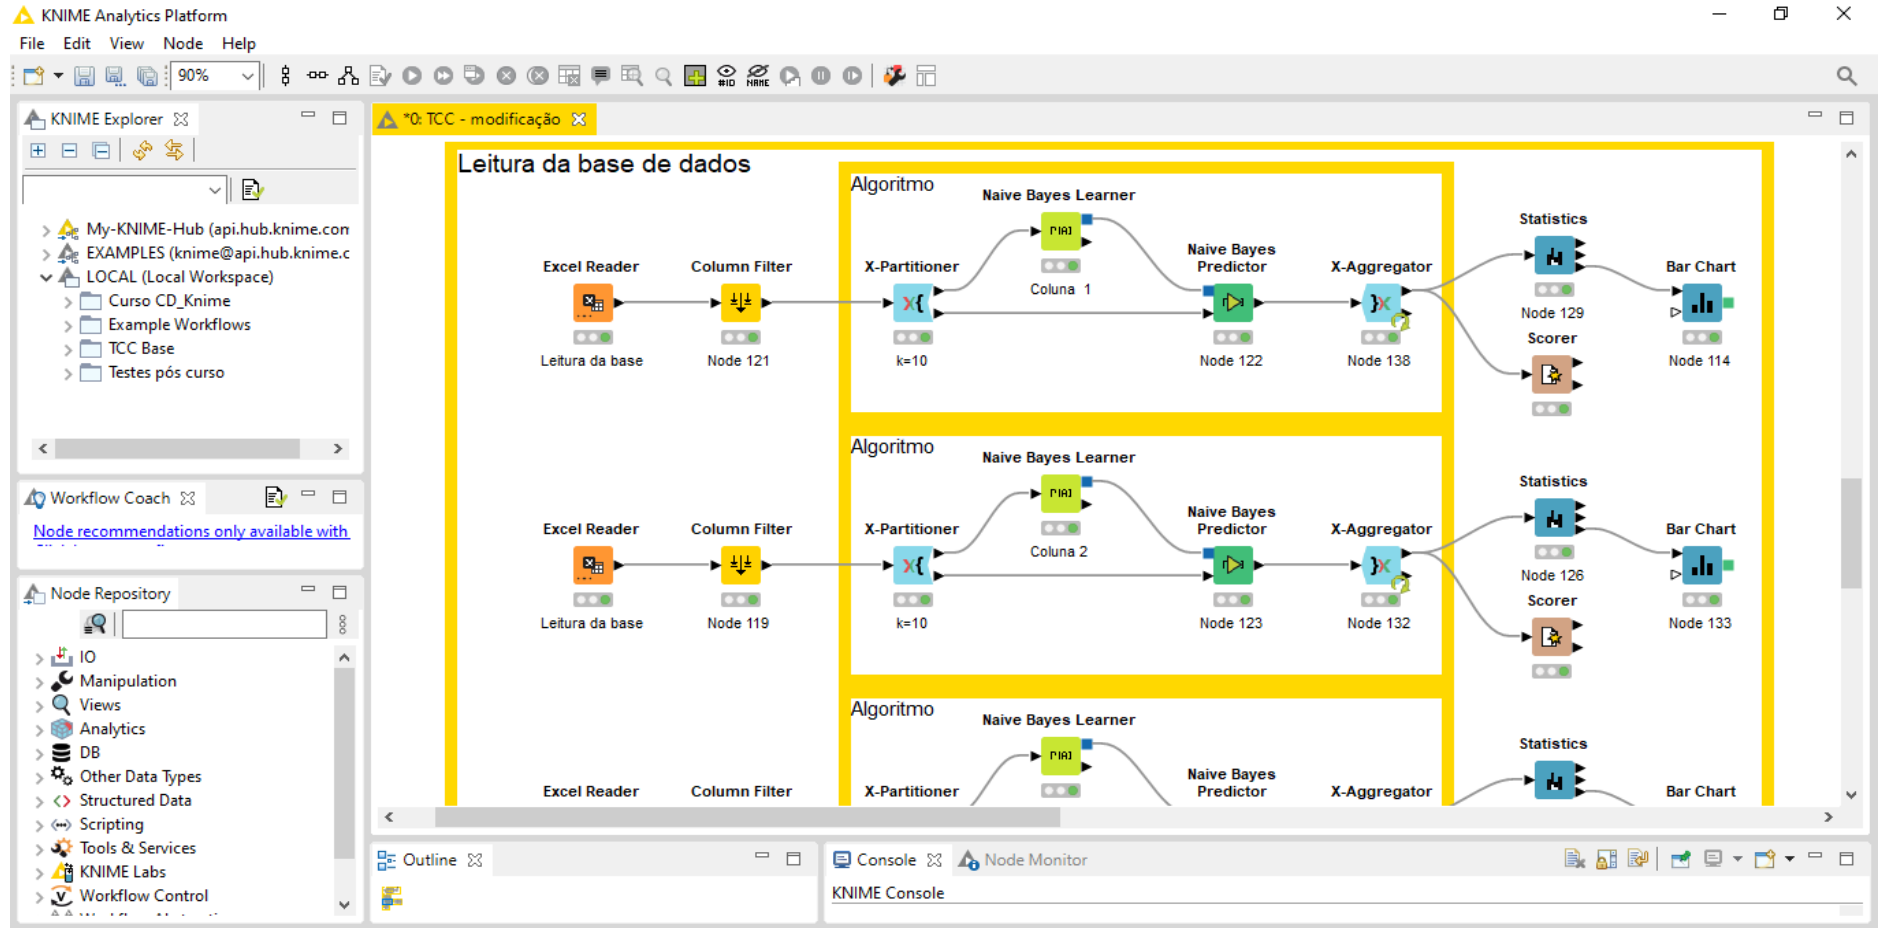 KNIME Analytics Platform
File Edit View Node Help
90%
#ID
NAME
KNIME Explorer
My-KNIME-Hub (api.hub.knime.com
EXAMPLES (knime@api.hub.knime.c
LOCAL (Local Workspace)
Curso CD_Knime
Example Workflows
TCC Base
Testes pós curso
Workflow Coach
Node recommendations only available with
Node Repository
IO
Manipulation
Views
Analytics
DB
Other Data Types
Structured Data
Scripting
Tools & Services
KNIME Labs
Workflow Control
*0: TCC - modificação
Leitura da base de dados
Algoritmo
Naive Bayes Learner
Coluna 1
Excel Reader
Leitura da base
Column Filter
Node 121
X-Partitioner
k=10
Naive Bayes
Predictor
Node 122
X-Aggregator
Node 138
Statistics
Node 129
Scorer
Bar Chart
Node 114
Algoritmo
Naive Bayes Learner
Coluna 2
Excel Reader
Leitura da base
Column Filter
Node 119
X-Partitioner
k=10
Naive Bayes
Predictor
Node 123
X-Aggregator
Node 132
Statistics
Node 126
Scorer
Bar Chart
Node 133
Algoritmo
Naive Bayes Learner
Excel Reader
Column Filter
X-Partitioner
Naive Bayes
Predictor
X-Aggregator
Statistics
Bar Chart
Outline
Console
Node Monitor
KNIME Console